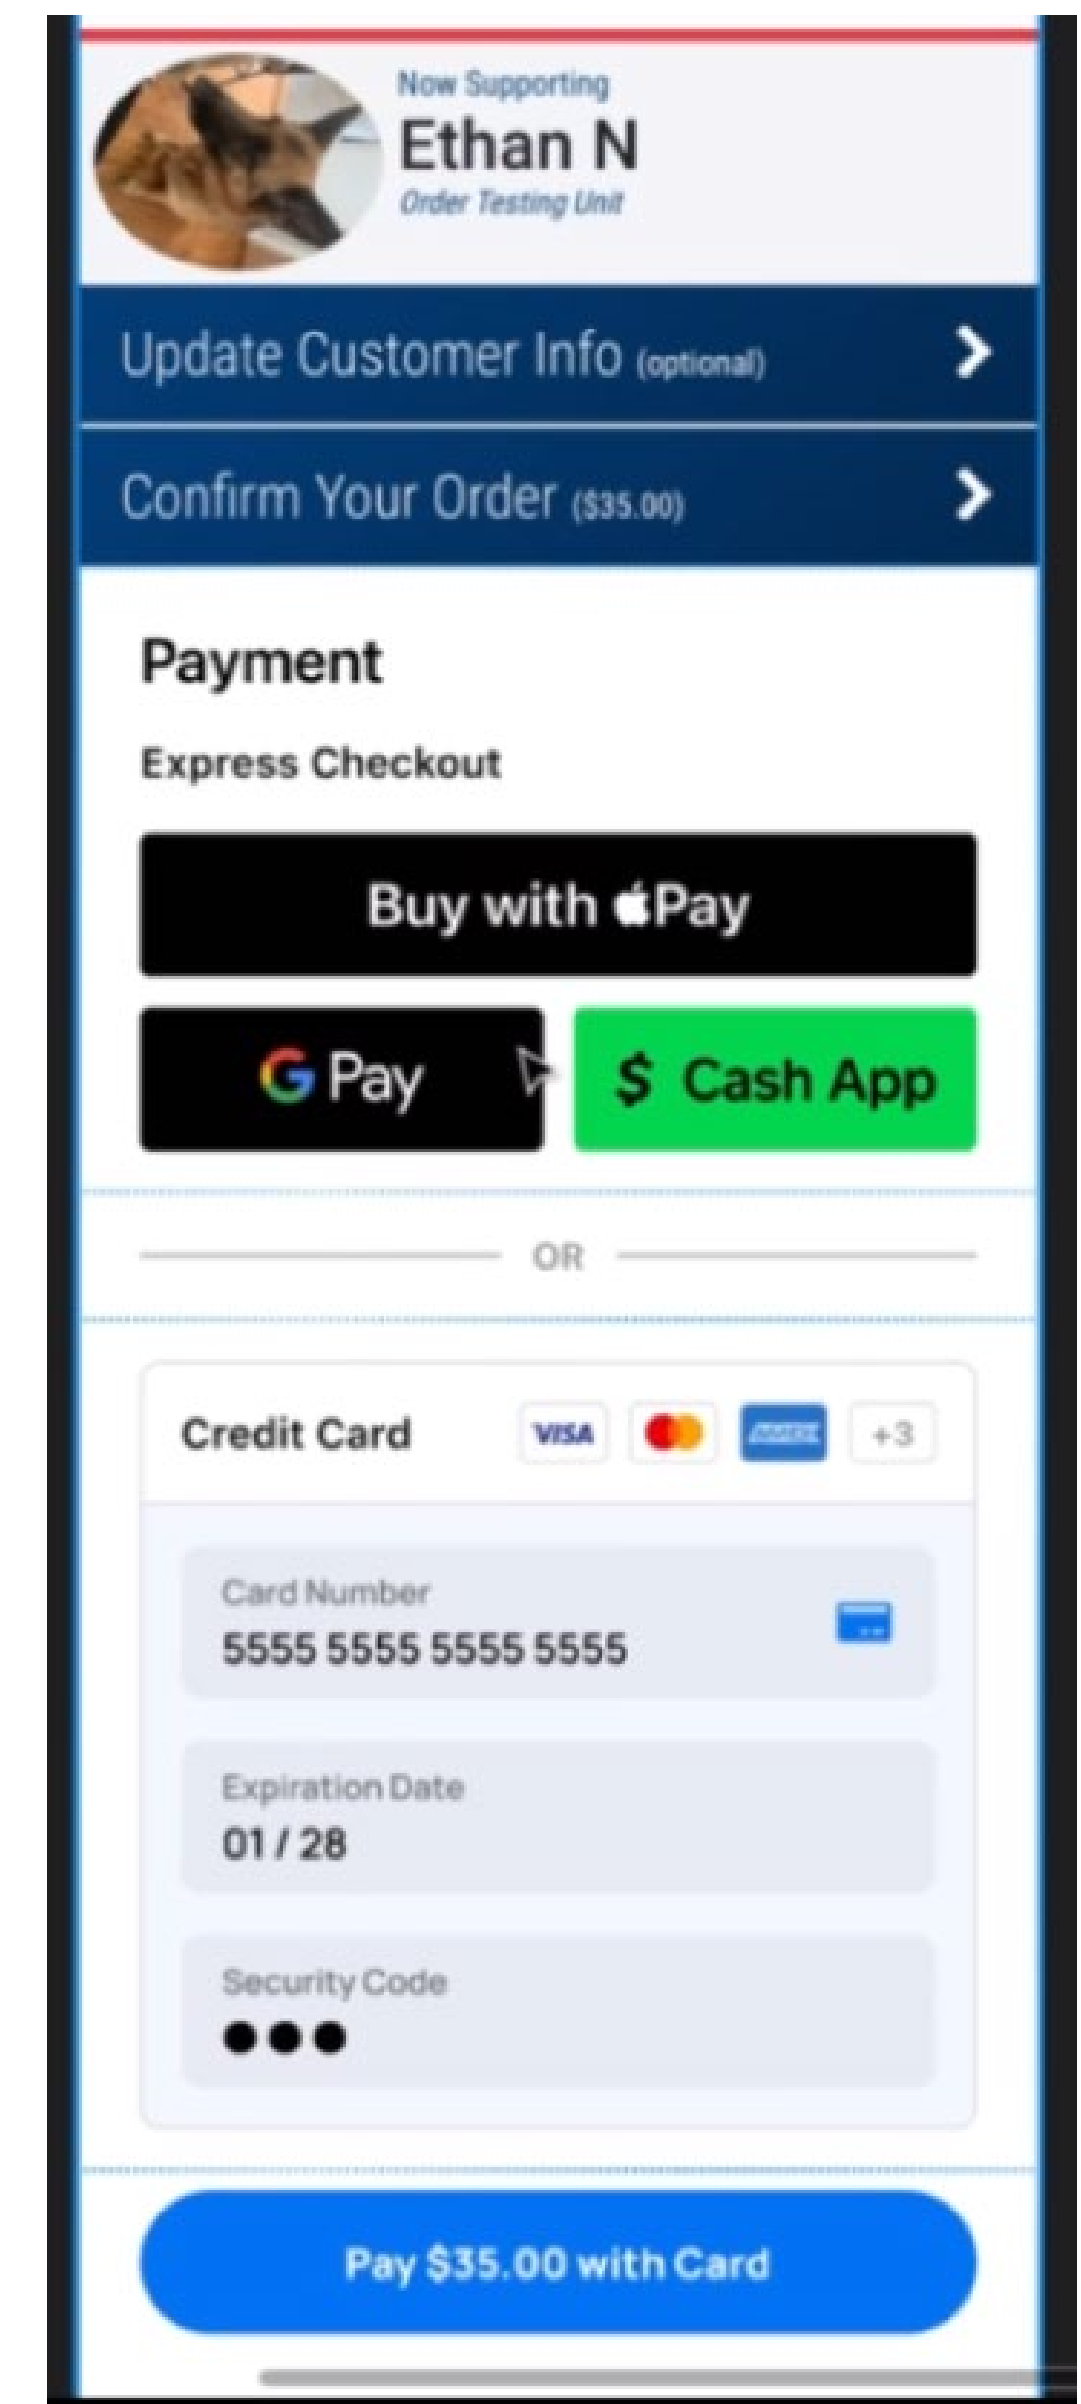 Now Supporting
Ethan N
Order Testing Unit
Update Customer Info (optional)
Confirm Your Order ($35.00)
Payment
Express Checkout
Buy with Pay
G Pay
$ Cash App
OR
Credit Card VISA AMEX +3
Card Number
5555 5555 5555 5555
Expiration Date
01 / 28
Security Code
●●●
Pay $35.00 with Card